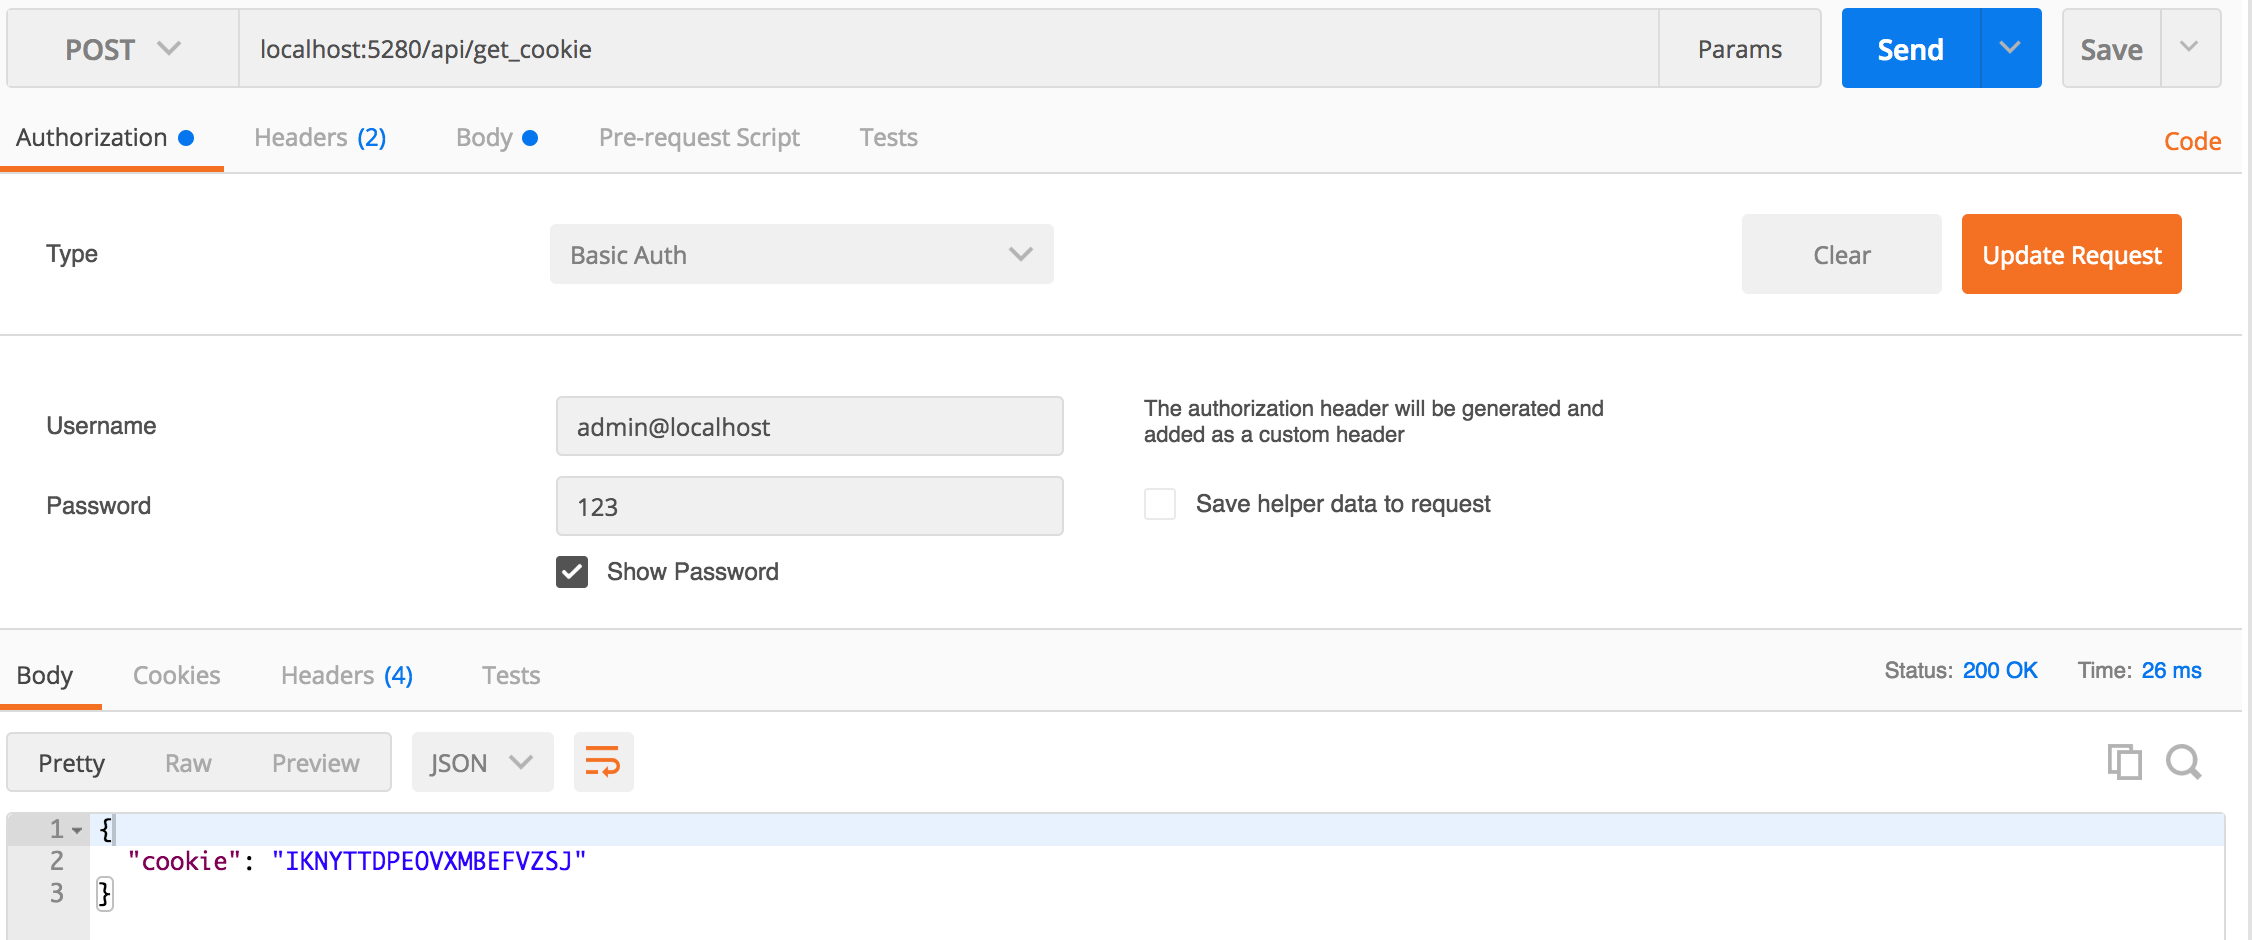 POST localhost:5280/api/get_cookie Params Send Save
Authorization Headers (2) Body Pre-request Script Tests Code
Type Basic Auth Clear Update Request
Username admin@localhost The authorization header will be generated and
added as a custom header
Password 123 Save helper data to request
Show Password
Body Cookies Headers (4) Tests Status: 200 OK Time: 26 ms
Pretty Raw Preview JSON
1 {
2 "cookie": "IKNYTTDPEOVXMBEFVZSJ"
3 }